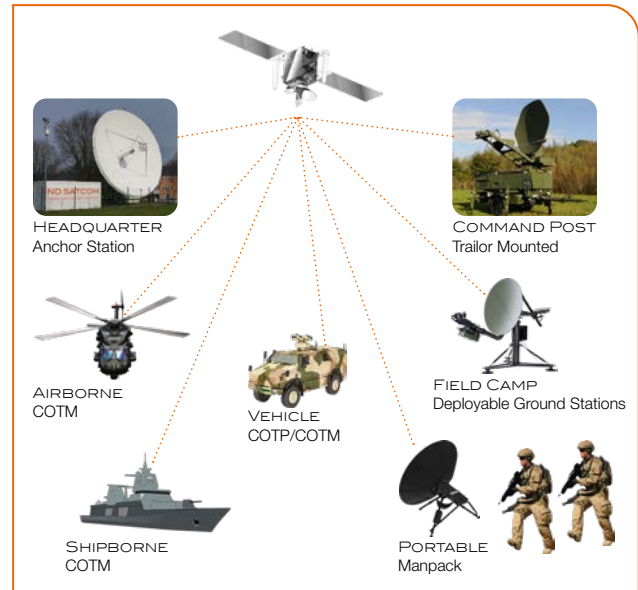 ND SATCOM
HEADQUARTER
Anchor Station
COMMAND POST
Trailor Mounted
AIRBORNE
COTM
VEHICLE
COTP/COTM
FIELD CAMP
Deployable Ground Stations
SHIPBORNE
COTM
PORTABLE
Manpack